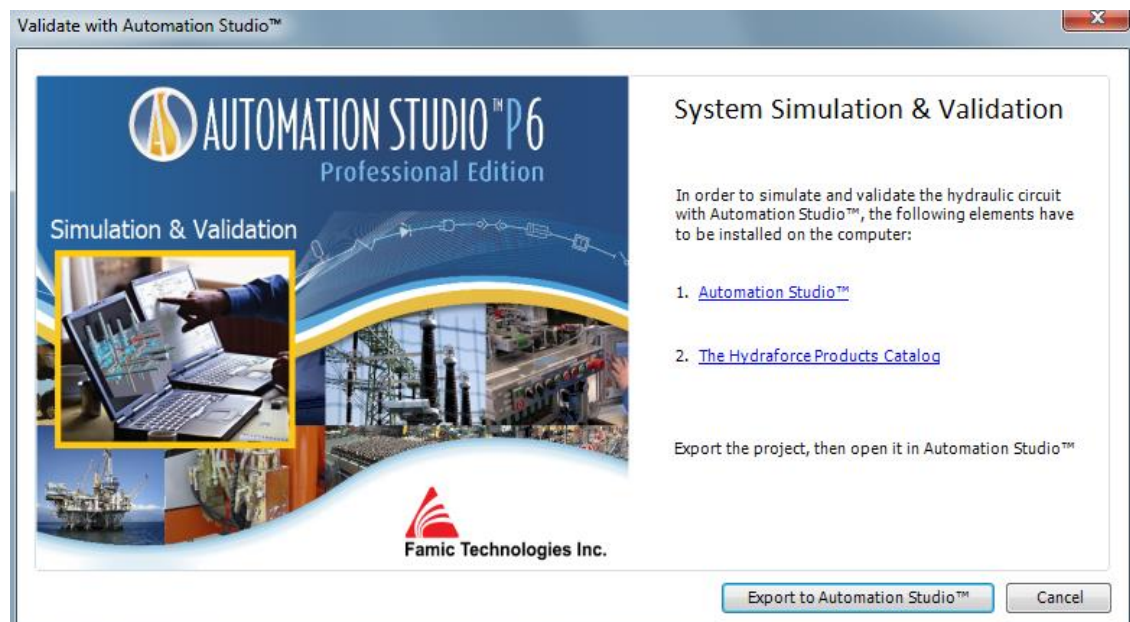 Validate with Automation Studio™
AUTOMATION STUDIO™ P6
Professional Edition
Simulation & Validation
Famic Technologies Inc.
System Simulation & Validation
In order to simulate and validate the hydraulic circuit
with Automation Studio™, the following elements have
to be installed on the computer:
1. Automation Studio™
2. The Hydraforce Products Catalog
Export the project, then open it in Automation Studio™
Export to Automation Studio™
Cancel